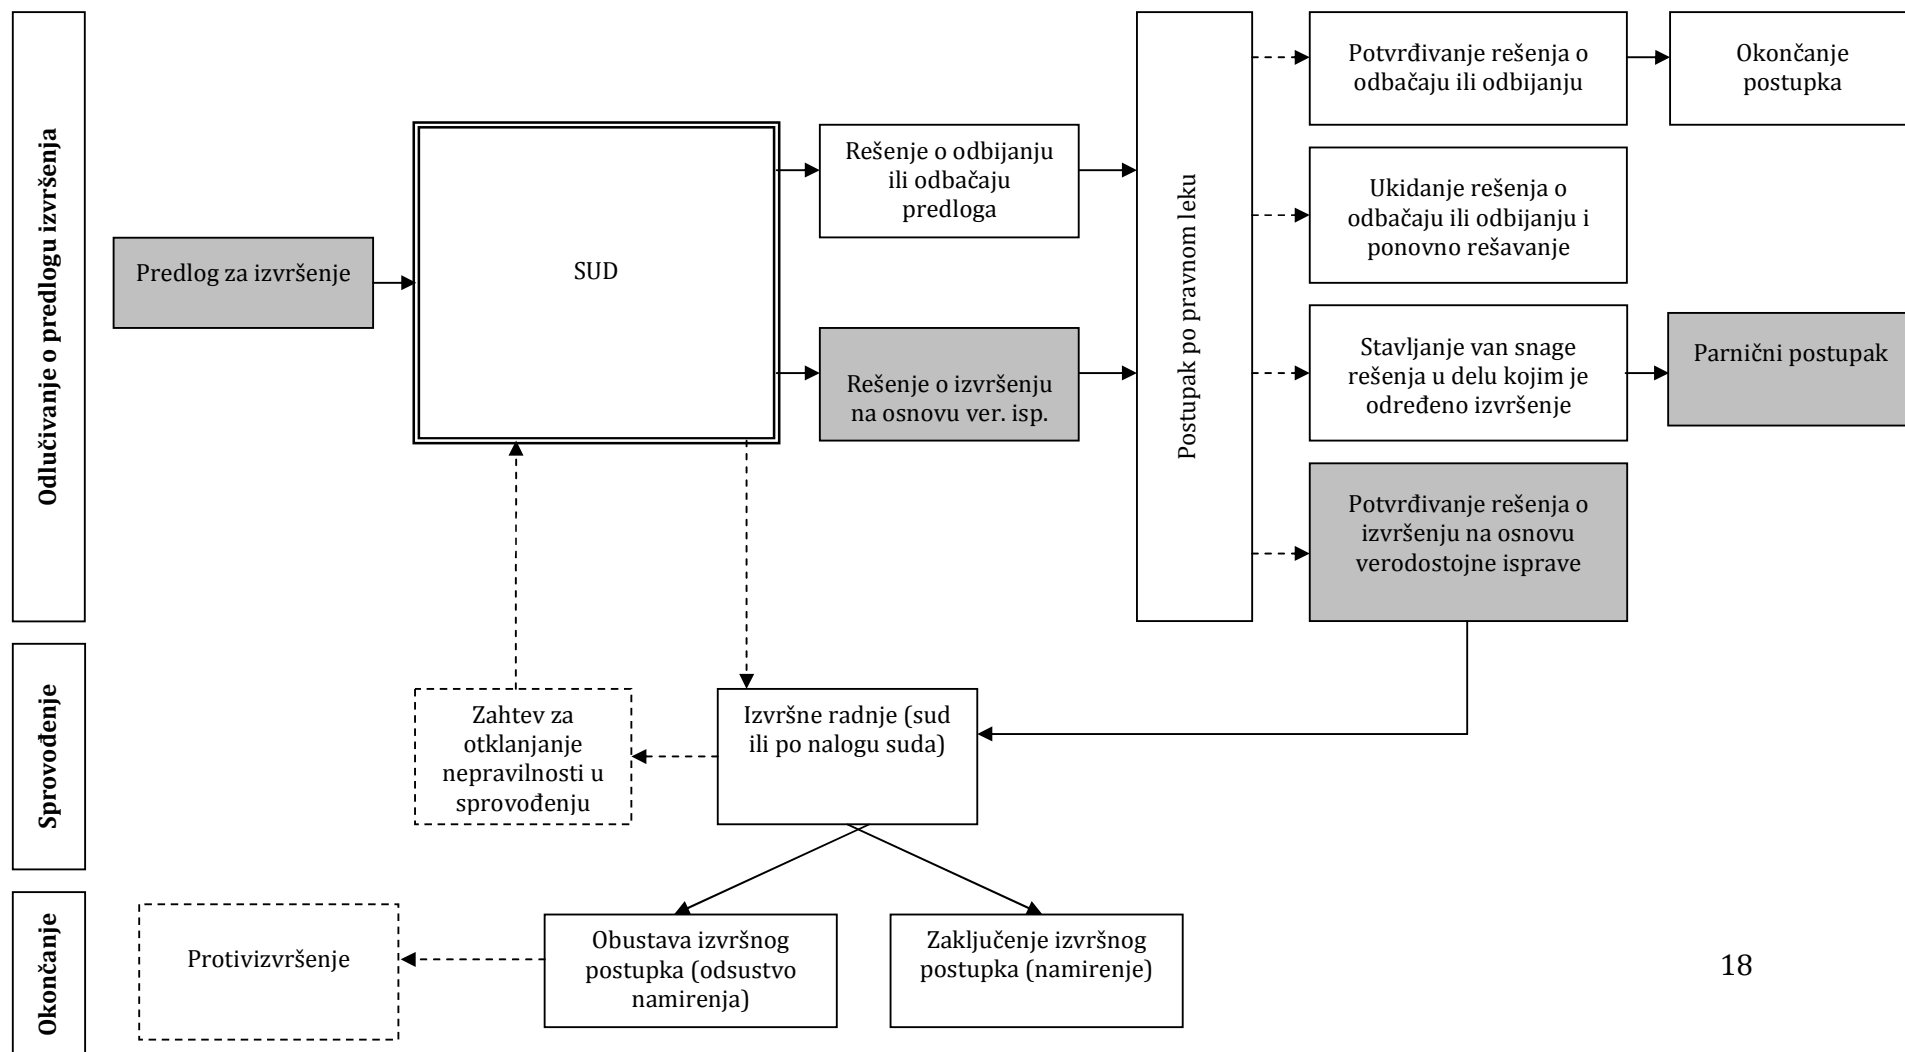 Odlučivanje o predlogu izvršenja
Predlog za izvršenje
SUD
Rešenje o odbijanju
ili odbačaju
predloga
Rešenje o izvršenju
na osnovu ver. isp.
Postupak po pravnom leku
Potvrđivanje rešenja o
odbačaju ili odbijanju
Okončanje
postupka
Ukidanje rešenja o
odbačaju ili odbijanju i
ponovno rešavanje
Stavljanje van snage
rešenja u delu kojim je
određeno izvršenje
Parnični postupak
Potvrđivanje rešenja o
izvršenju na osnovu
verodostojne isprave
Sprovođenje
Zahtev za
otklanjanje
nepravilnosti u
sprovođenju
Izvršne radnje (sud
ili po nalogu suda)
Okončanje
Protivizvršenje
Obustava izvršnog
postupka (odsustvo
namirenja)
Zaključenje izvršnog
postupka (namirenje)
18